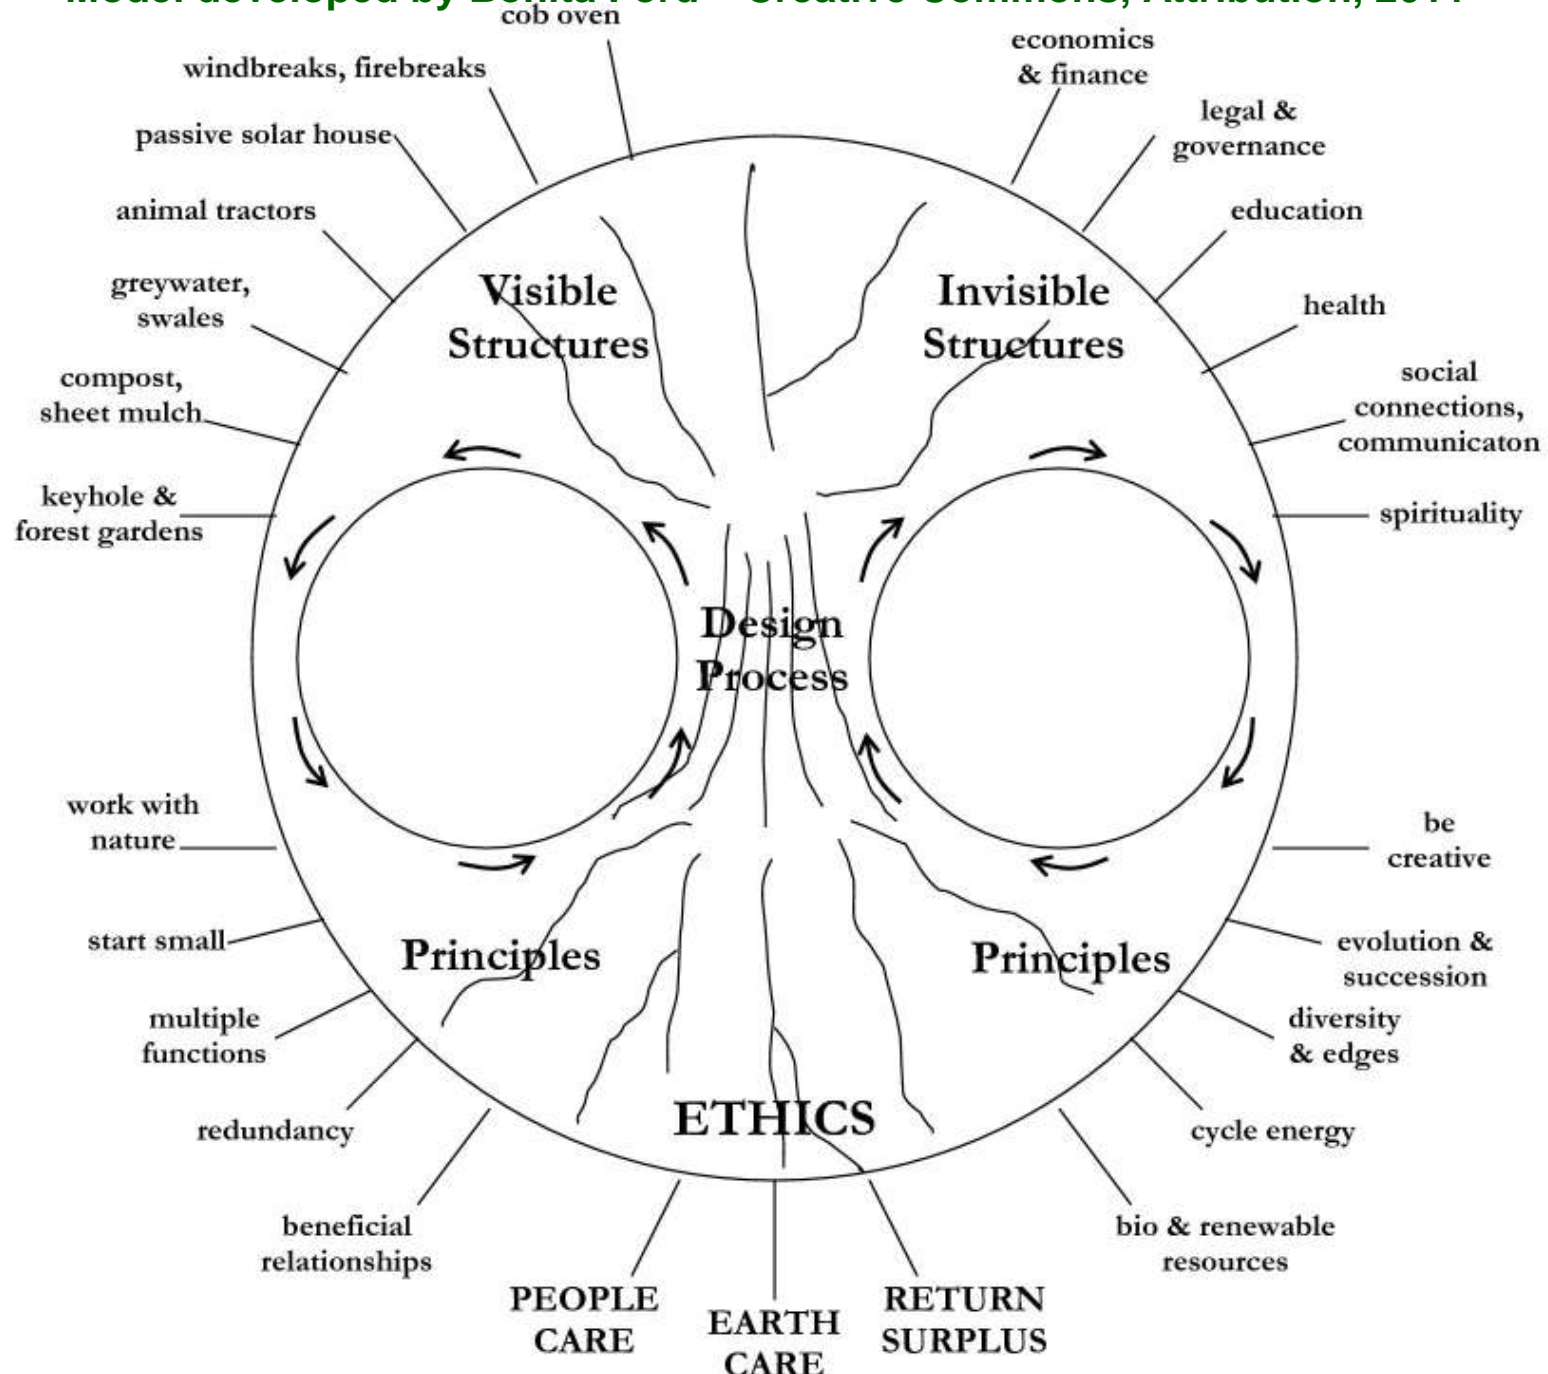 cob oven
windbreaks, firebreaks
passive solar house
animal tractors
greywater,
swales
compost,
sheet mulch
keyhole &
forest gardens
economics
& finance
legal &
governance
education
health
social
connections,
communicaton
spirituality
Visible
Structures
Invisible
Structures
Design
Process
Principles
Principles
ETHICS
work with
nature
start small
multiple
functions
redundancy
beneficial
relationships
be
creative
evolution &
succession
diversity
& edges
cycle energy
bio & renewable
resources
PEOPLE
CARE
EARTH
CARE
RETURN
SURPLUS